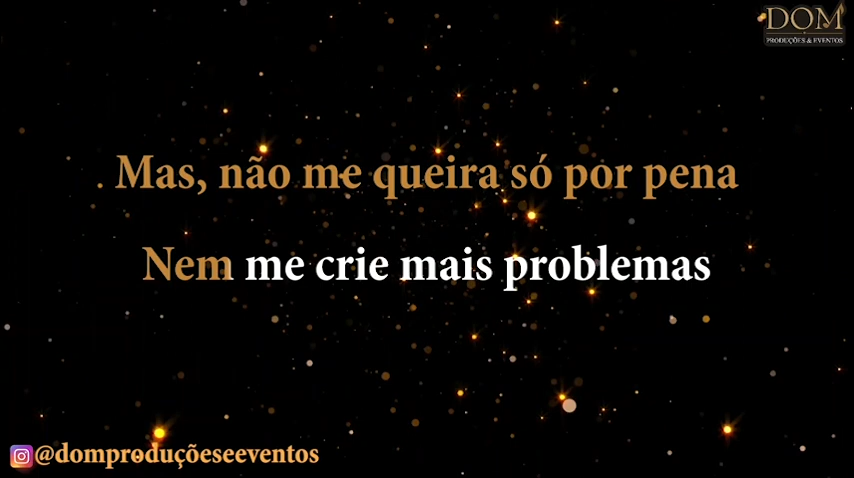 DOM
PRODUÇÕES & EVENTOS
Mas, não me queira só por pena
Nem me crie mais problemas
@domproduçõeseeventos